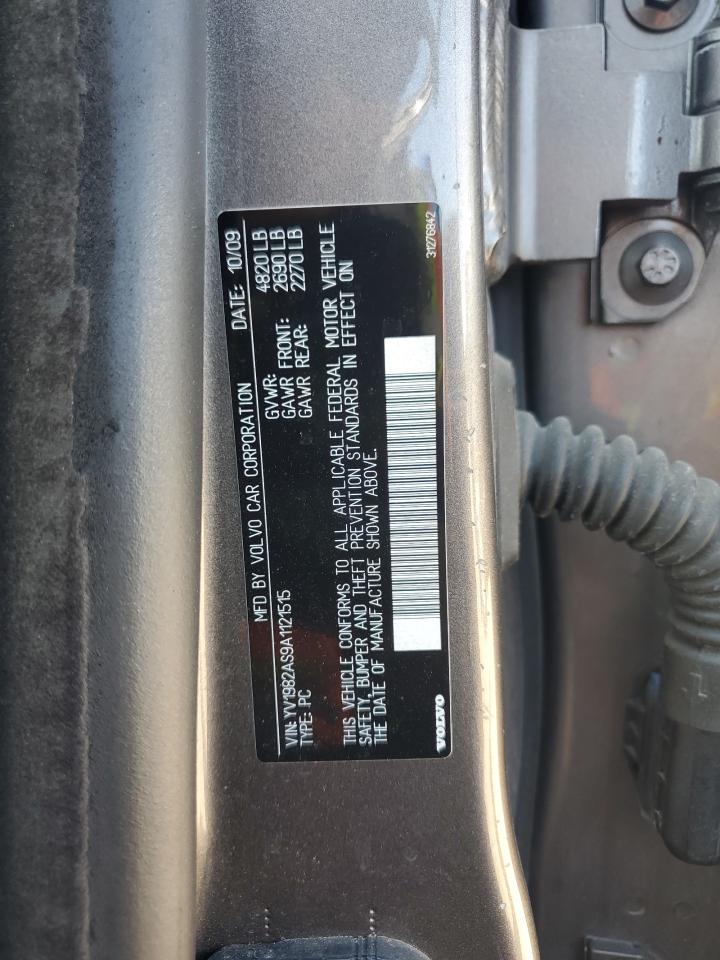 MFD BY VOLVO CAR CORPORATION DATE: 10/09
GVWR: 4820 LB
GAWR FRONT: 2690 LB
GAWR REAR: 2270 LB
VIN: YV1982AS9A1121515
TYPE: PC
THIS VEHICLE CONFORMS TO ALL APPLICABLE FEDERAL MOTOR VEHICLE
SAFETY, BUMPER AND THEFT PREVENTION STANDARDS IN EFFECT ON
THE DATE OF MANUFACTURE SHOWN ABOVE.
VOLVO 31276842